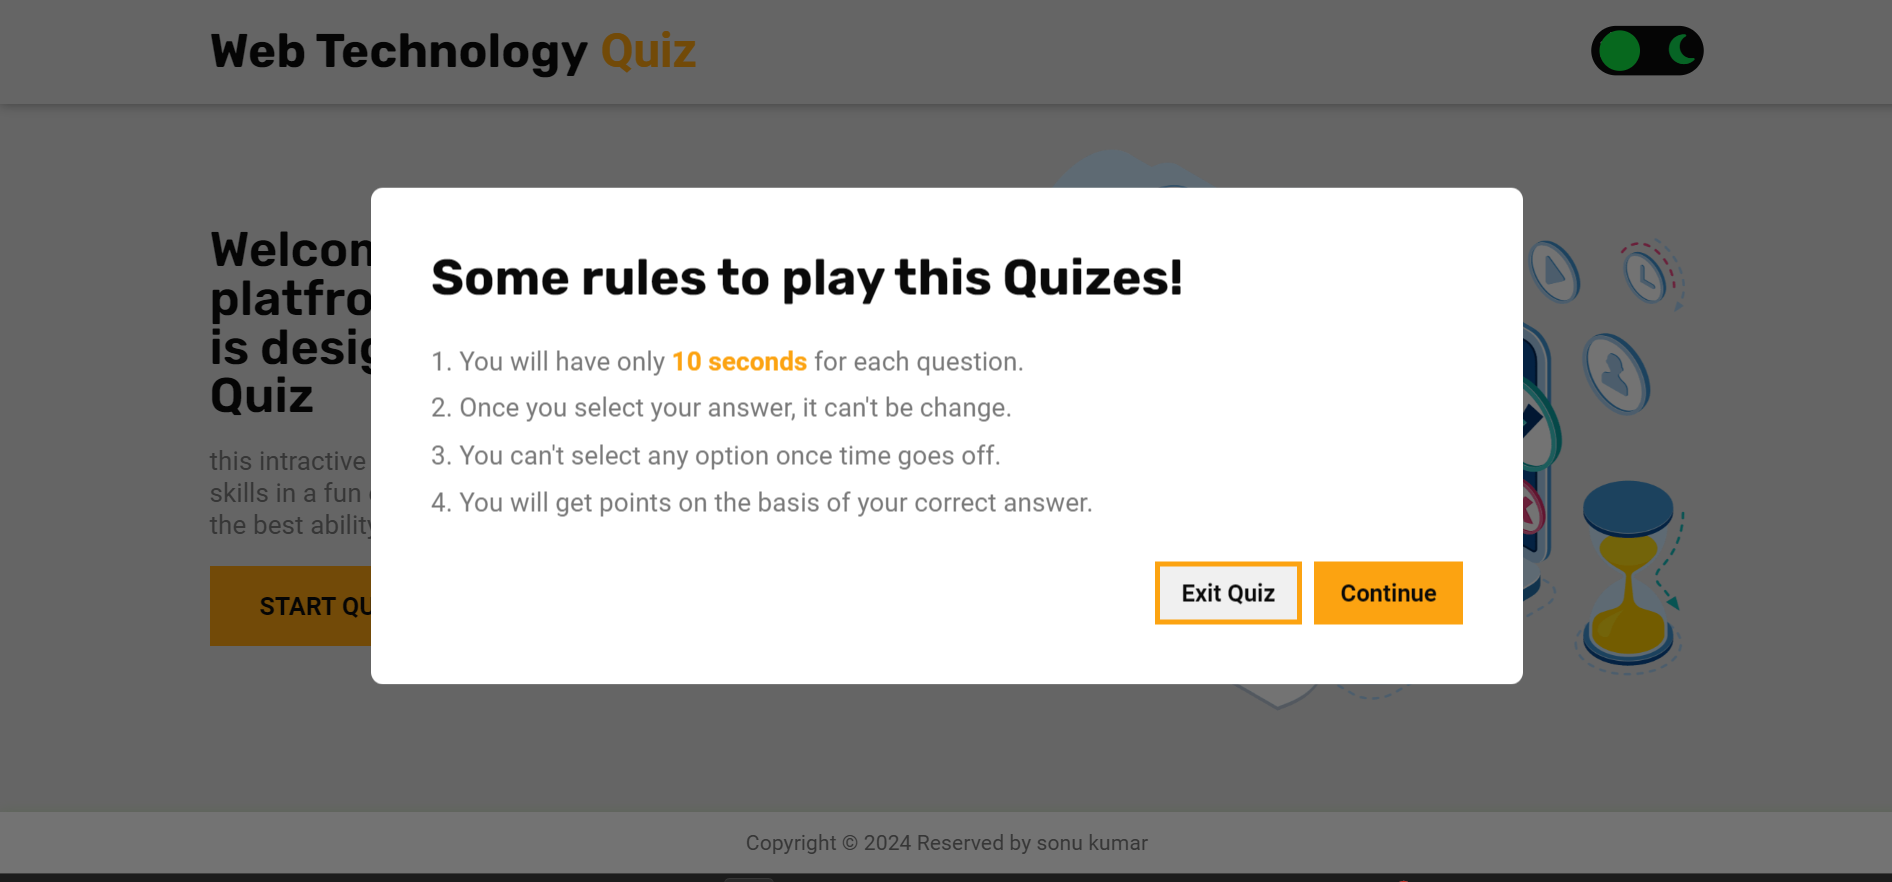 Web Technology Quiz
Some rules to play this Quizes!
1. You will have only 10 seconds for each question.
2. Once you select your answer, it can't be change.
3. You can't select any option once time goes off.
4. You will get points on the basis of your correct answer.
Exit Quiz Continue
platfro
is desig
Quiz
this intractive
skills in a fun
the best ability
START QU
Copyright © 2024 Reserved by sonu kumar